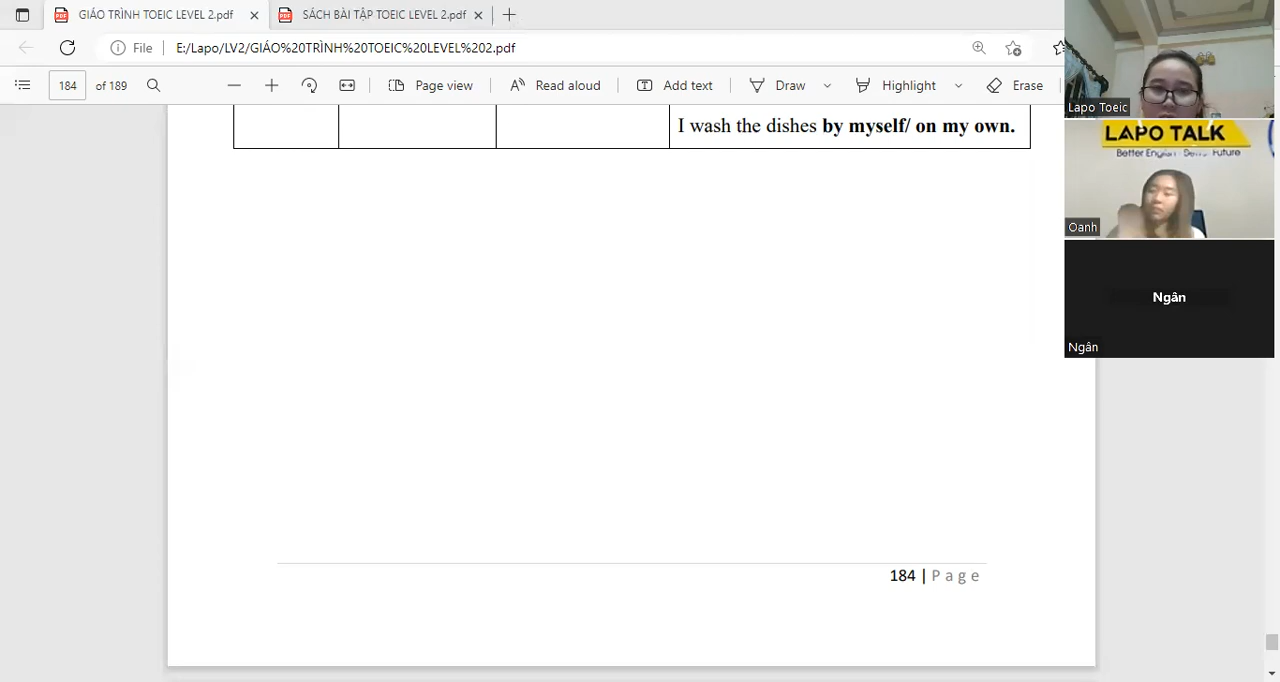 GIÁO TRÌNH TOEIC LEVEL 2.pdf
SÁCH BÀI TẬP TOEIC LEVEL 2.pdf
File
E:/Lapo/LV2/GIÁO%20TRÌNH%20TOEIC%20LEVEL%202.pdf
184 of 189
Page view
Read aloud
Add text
Draw
Highlight
Erase
I wash the dishes by myself/ on my own.
184 | Page
Lapo Toeic
LAPO TALK
Oanh
Ngân
Ngân